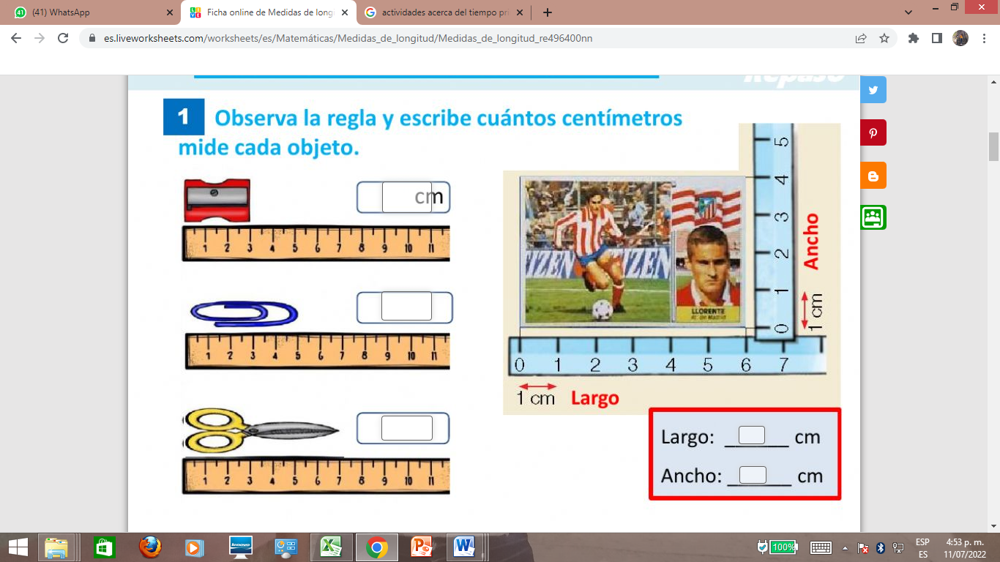 (41) WhatsApp
Ficha online de Medidas de long
actividades acerca del tiempo pr
es.liveworksheets.com/worksheets/es/Matemáticas/Medidas_de_longitud/Medidas_de_longitud_re496400nn
Repaso
1 Observa la regla y escribe cuántos centímetros
mide cada objeto.
cm
1 2 3 4 5 6 7 8 9 10 11
1 2 3 4 5 6 7 8 9 10 11
1 2 3 4 5 6 7 8 9 10 11
5
4
3
2
1
0
Ancho
1 cm
LLORENTE
0 1 2 3 4 5 6 7
1 cm Largo
Largo: ______ cm
Ancho: ______ cm
100%
ESP
ES
4:53 p. m.
11/07/2022